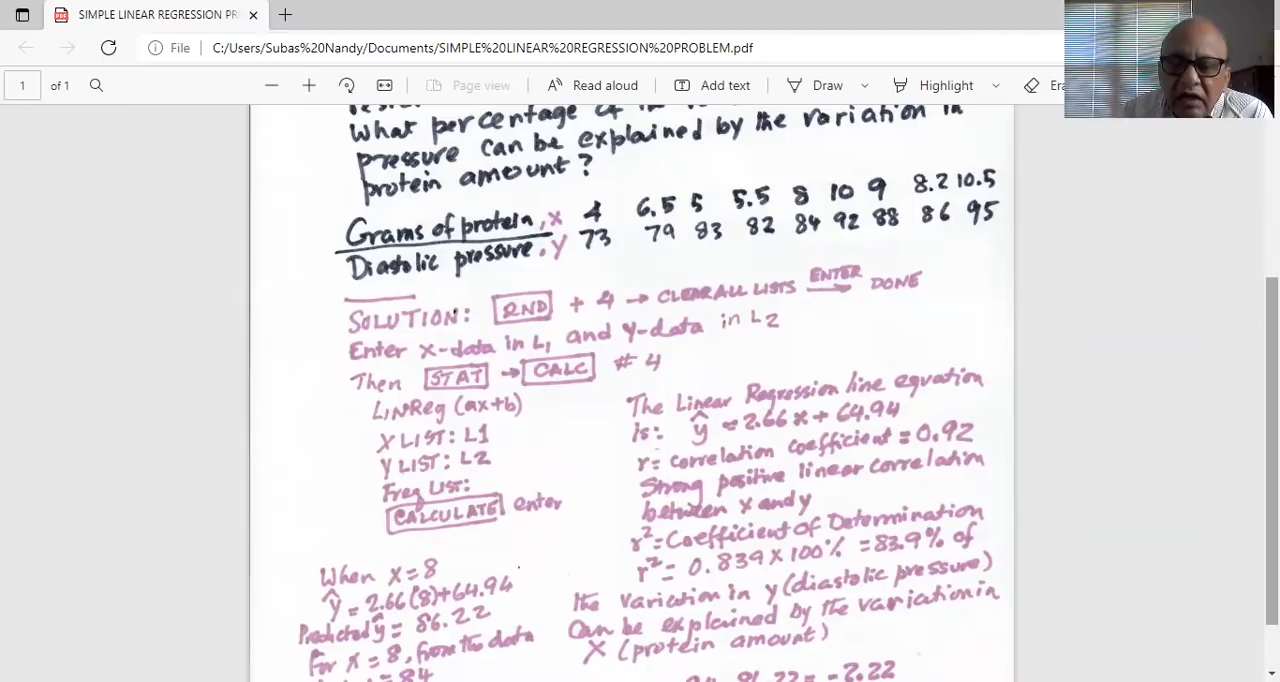 SIMPLE LINEAR REGRESSION PR
File
C:/Users/Subas%20Nandy/Documents/SIMPLE%20LINEAR%20REGRESSION%20PROBLEM.pdf
1 of 1
Page view
Read aloud
Add text
Draw
Highlight
Era
What percentage of
pressure can be explained by the variation in
protein amount?
Grams of protein, X 4 6.5 5 5.5 8 10 9 8.2 10.5
Diastolic pressure, Y 73 79 83 82 84 92 88 86 95
SOLUTION: 2ND + 4 → CLEAR ALL LISTS ENTER → DONE
Enter x-data in L1 and Y-data in L2
Then STAT → CALC # 4
LINReg (ax+b)
X LIST: L1
Y LIST: L2
Freq LIST:
CALCULATE enter
The Linear Regression line equation
is: ŷ = 2.66x + 64.94
r = correlation coefficient = 0.92
Strong positive linear correlation
between x and y
r² = Coefficient of Determination
r² = 0.839 X 100% = 83.9% of
the variation in y (diastolic pressure)
can be explained by the variation in
X (protein amount)
When x = 8
ŷ = 2.66(8)+64.94
Predicted ŷ = 86.22
For x = 8, from the data
= 84
= -2.22